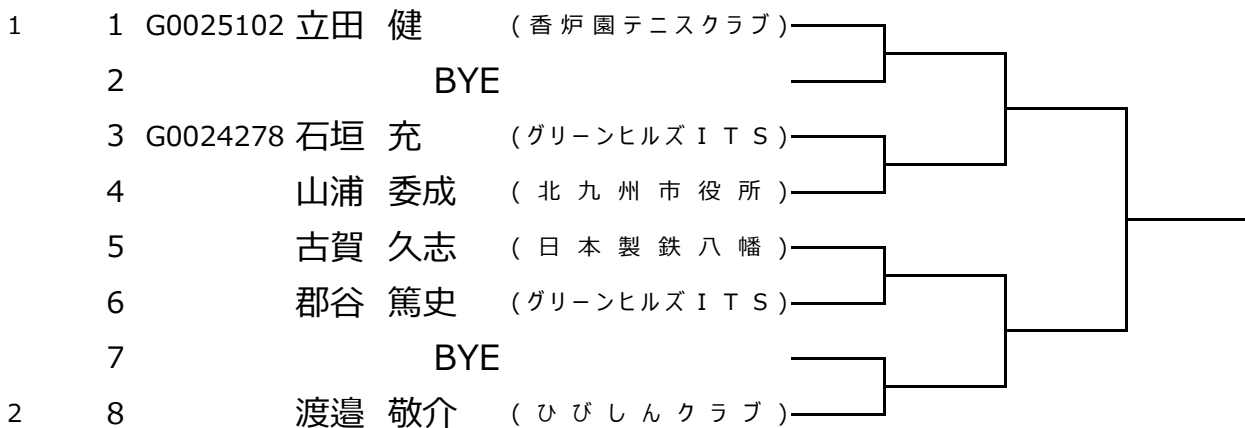 1 1 G0025102 立田 健 (香炉園テニスクラブ)
2 BYE
3 G0024278 石垣 充 (グリーンヒルズITS)
4 山浦 委成 (北九州市役所)
5 古賀 久志 (日本製鉄八幡)
6 郡谷 篤史 (グリーンヒルズITS)
7 BYE
2 8 渡邉 敬介 (ひびしんクラブ)